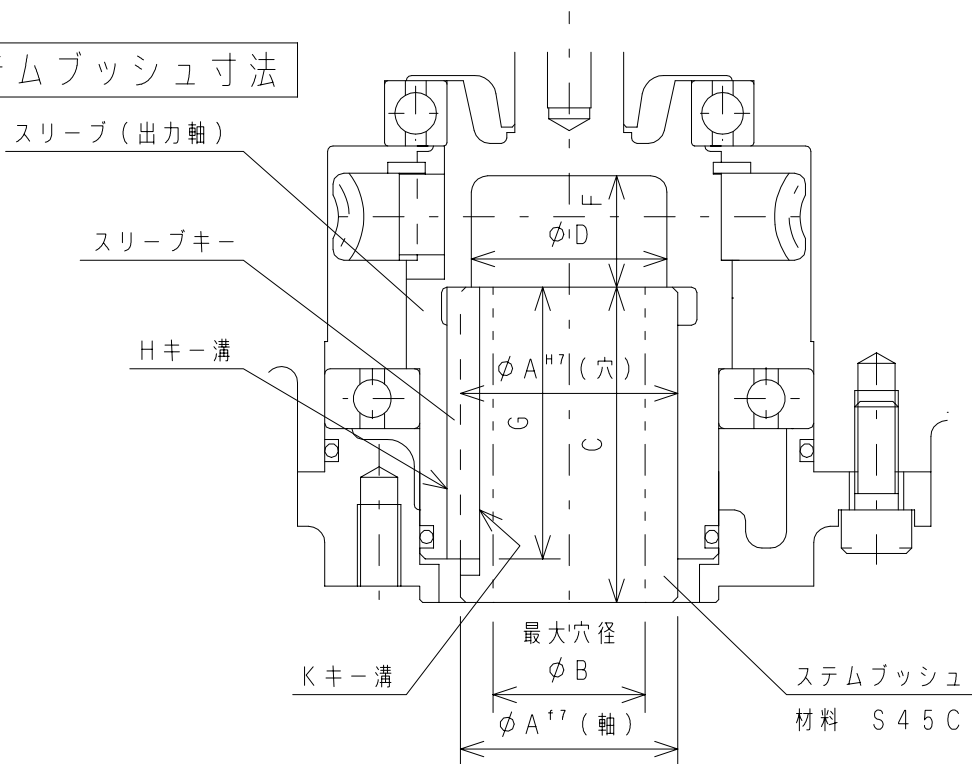 テムブッシュ寸法
スリーブ(出力軸)
スリーブキー
Hキー溝
F
φD
φA H7 (穴)
G
C
最大穴径
φB
Kキー溝
φA f7 (軸)
ステムブッシュ
材料 S45C